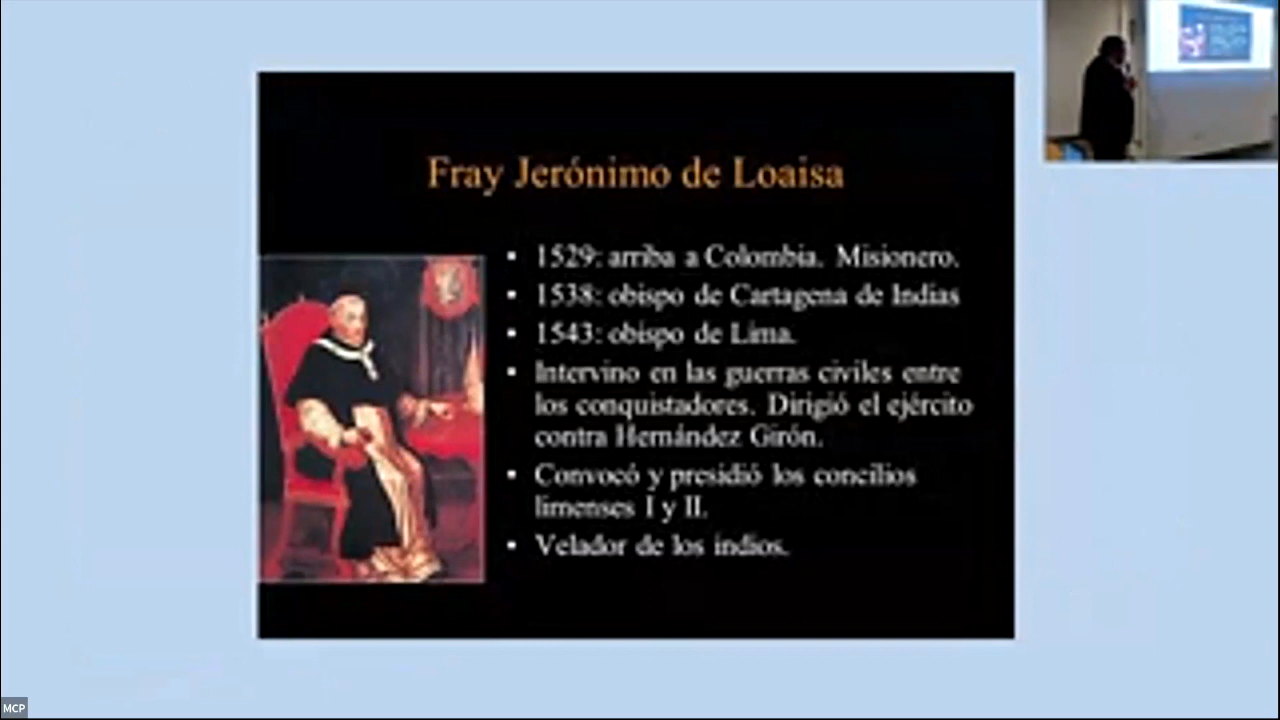 Fray Jerónimo de Loaisa
• 1529: arriba a Colombia. Misionero.
• 1538: obispo de Cartagena de Indias
• 1543: obispo de Lima.
• Intervino en las guerras civiles entre
los conquistadores. Dirigió el ejército
contra Hernández Girón.
• Convocó y presidió los concilios
limenses I y II.
• Velador de los indios.
MCP